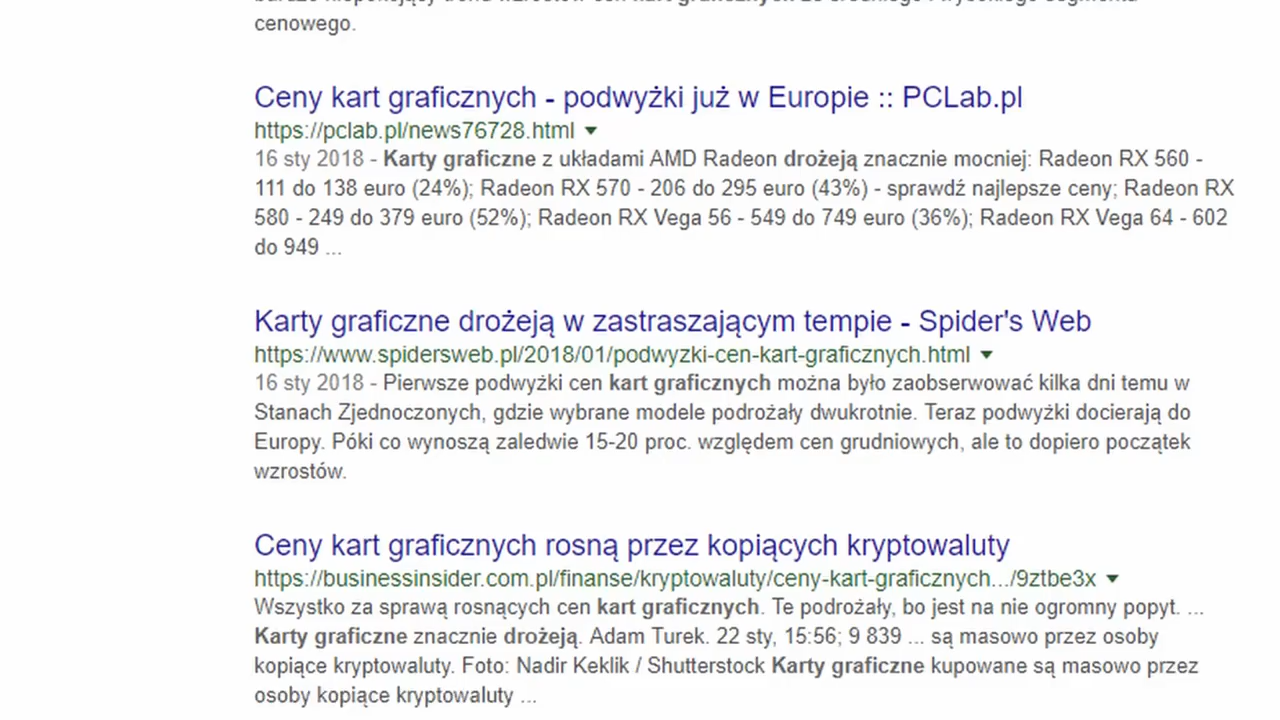 cenowego.
Ceny kart graficznych - podwyżki już w Europie :: PCLab.pl
https://pclab.pl/news76728.html
16 sty 2018 - Karty graficzne z układami AMD Radeon drożeją znacznie mocniej: Radeon RX 560 -
111 do 138 euro (24%); Radeon RX 570 - 206 do 295 euro (43%) - sprawdź najlepsze ceny; Radeon RX
580 - 249 do 379 euro (52%); Radeon RX Vega 56 - 549 do 749 euro (36%); Radeon RX Vega 64 - 602
do 949 ...
Karty graficzne drożeją w zastraszającym tempie - Spider's Web
https://www.spidersweb.pl/2018/01/podwyzki-cen-kart-graficznych.html
16 sty 2018 - Pierwsze podwyżki cen kart graficznych można było zaobserwować kilka dni temu w
Stanach Zjednoczonych, gdzie wybrane modele podrożały dwukrotnie. Teraz podwyżki docierają do
Europy. Póki co wynoszą zaledwie 15-20 proc. względem cen grudniowych, ale to dopiero początek
wzrostów.
Ceny kart graficznych rosną przez kopiących kryptowaluty
https://businessinsider.com.pl/finanse/kryptowaluty/ceny-kart-graficznych.../9ztbe3x
Wszystko za sprawą rosnących cen kart graficznych. Te podrożały, bo jest na nie ogromny popyt. ...
Karty graficzne znacznie drożeją. Adam Turek. 22 sty, 15:56; 9 839 ... są masowo przez osoby
kopiące kryptowaluty. Foto: Nadir Keklik / Shutterstock Karty graficzne kupowane są masowo przez
osoby kopiące kryptowaluty ...